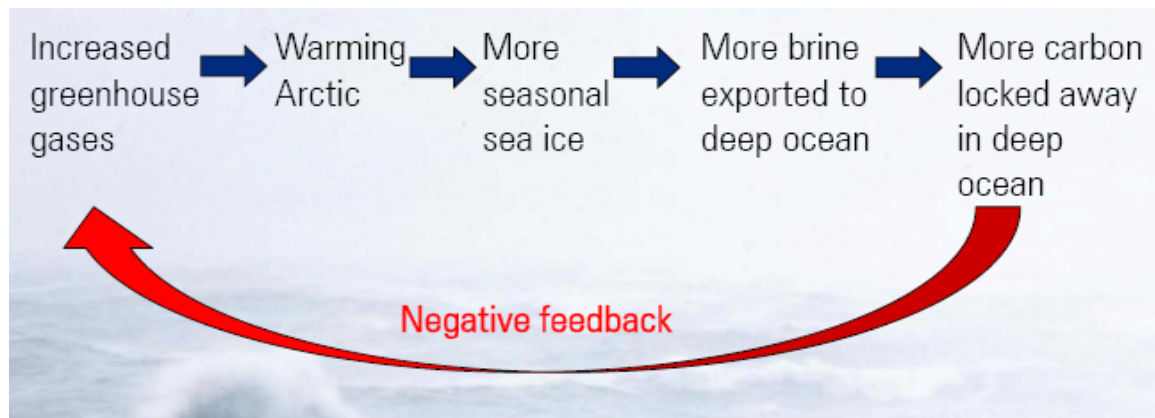 Increased
greenhouse
gases
Warming
Arctic
More
seasonal
sea ice
More brine
exported to
deep ocean
More carbon
locked away
in deep
ocean
Negative feedback